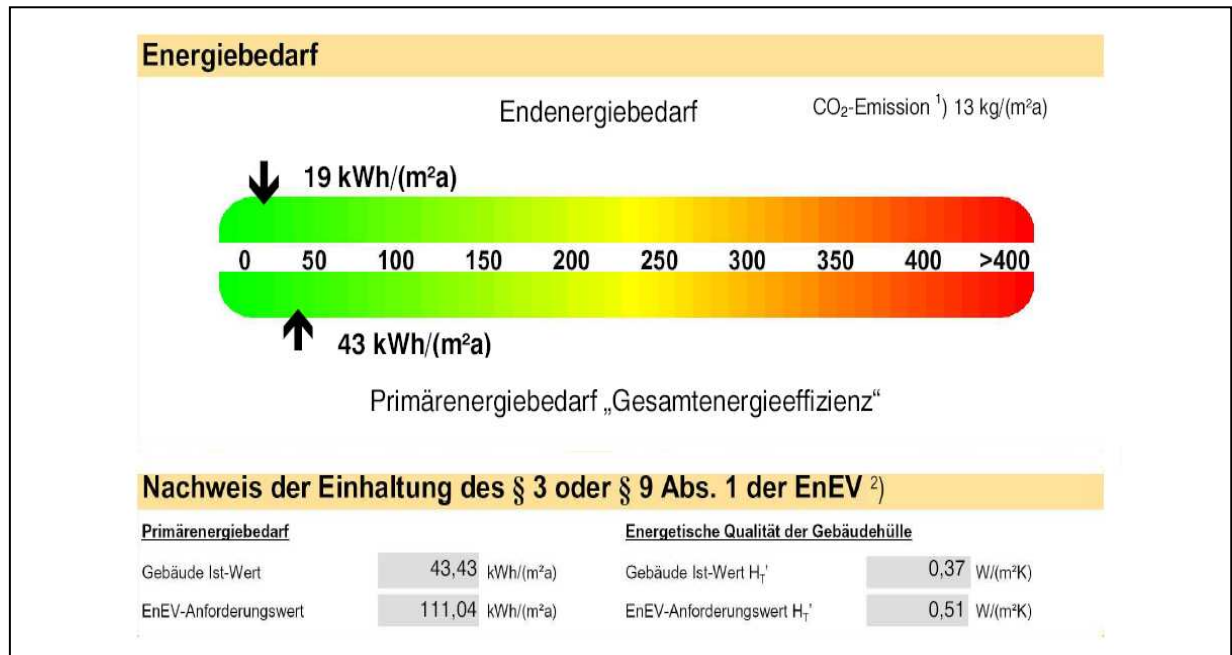 Energiebedarf
Endenergiebedarf CO₂-Emission ¹) 13 kg/(m²a)
19 kWh/(m²a)
0 50 100 150 200 250 300 350 400 >400
43 kWh/(m²a)
Primärenergiebedarf „Gesamtenergieeffizienz“
Nachweis der Einhaltung des § 3 oder § 9 Abs. 1 der EnEV ²)
Primärenergiebedarf Energetische Qualität der Gebäudehülle
Gebäude Ist-Wert 43,43 kWh/(m²a) Gebäude Ist-Wert H_T' 0,37 W/(m²K)
EnEV-Anforderungswert 111,04 kWh/(m²a) EnEV-Anforderungswert H_T' 0,51 W/(m²K)